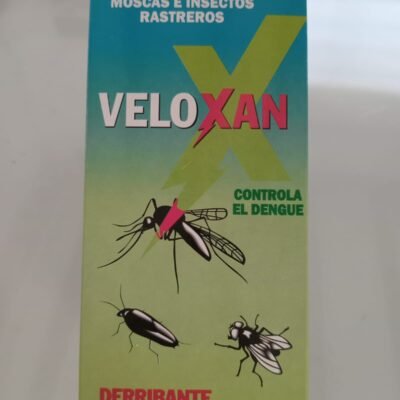 MOSCAS E INSECTOS
RASTREROS
VELOXAN
X
CONTROLA
EL DENGUE
DERRIBANTE